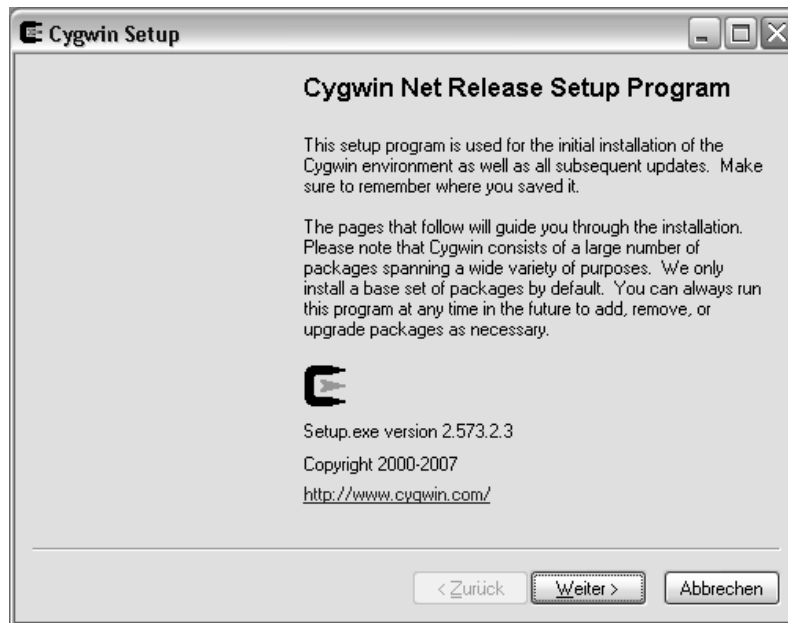 Cygwin Setup
Cygwin Net Release Setup Program
This setup program is used for the initial installation of the
Cygwin environment as well as all subsequent updates.  Make
sure to remember where you saved it.
The pages that follow will guide you through the installation.
Please note that Cygwin consists of a large number of
packages spanning a wide variety of purposes.  We only
install a base set of packages by default.  You can always run
this program at any time in the future to add, remove, or
upgrade packages as necessary.
Setup.exe version 2.573.2.3
Copyright 2000-2007
http://www.cygwin.com/
< Zurück
Weiter >
Abbrechen